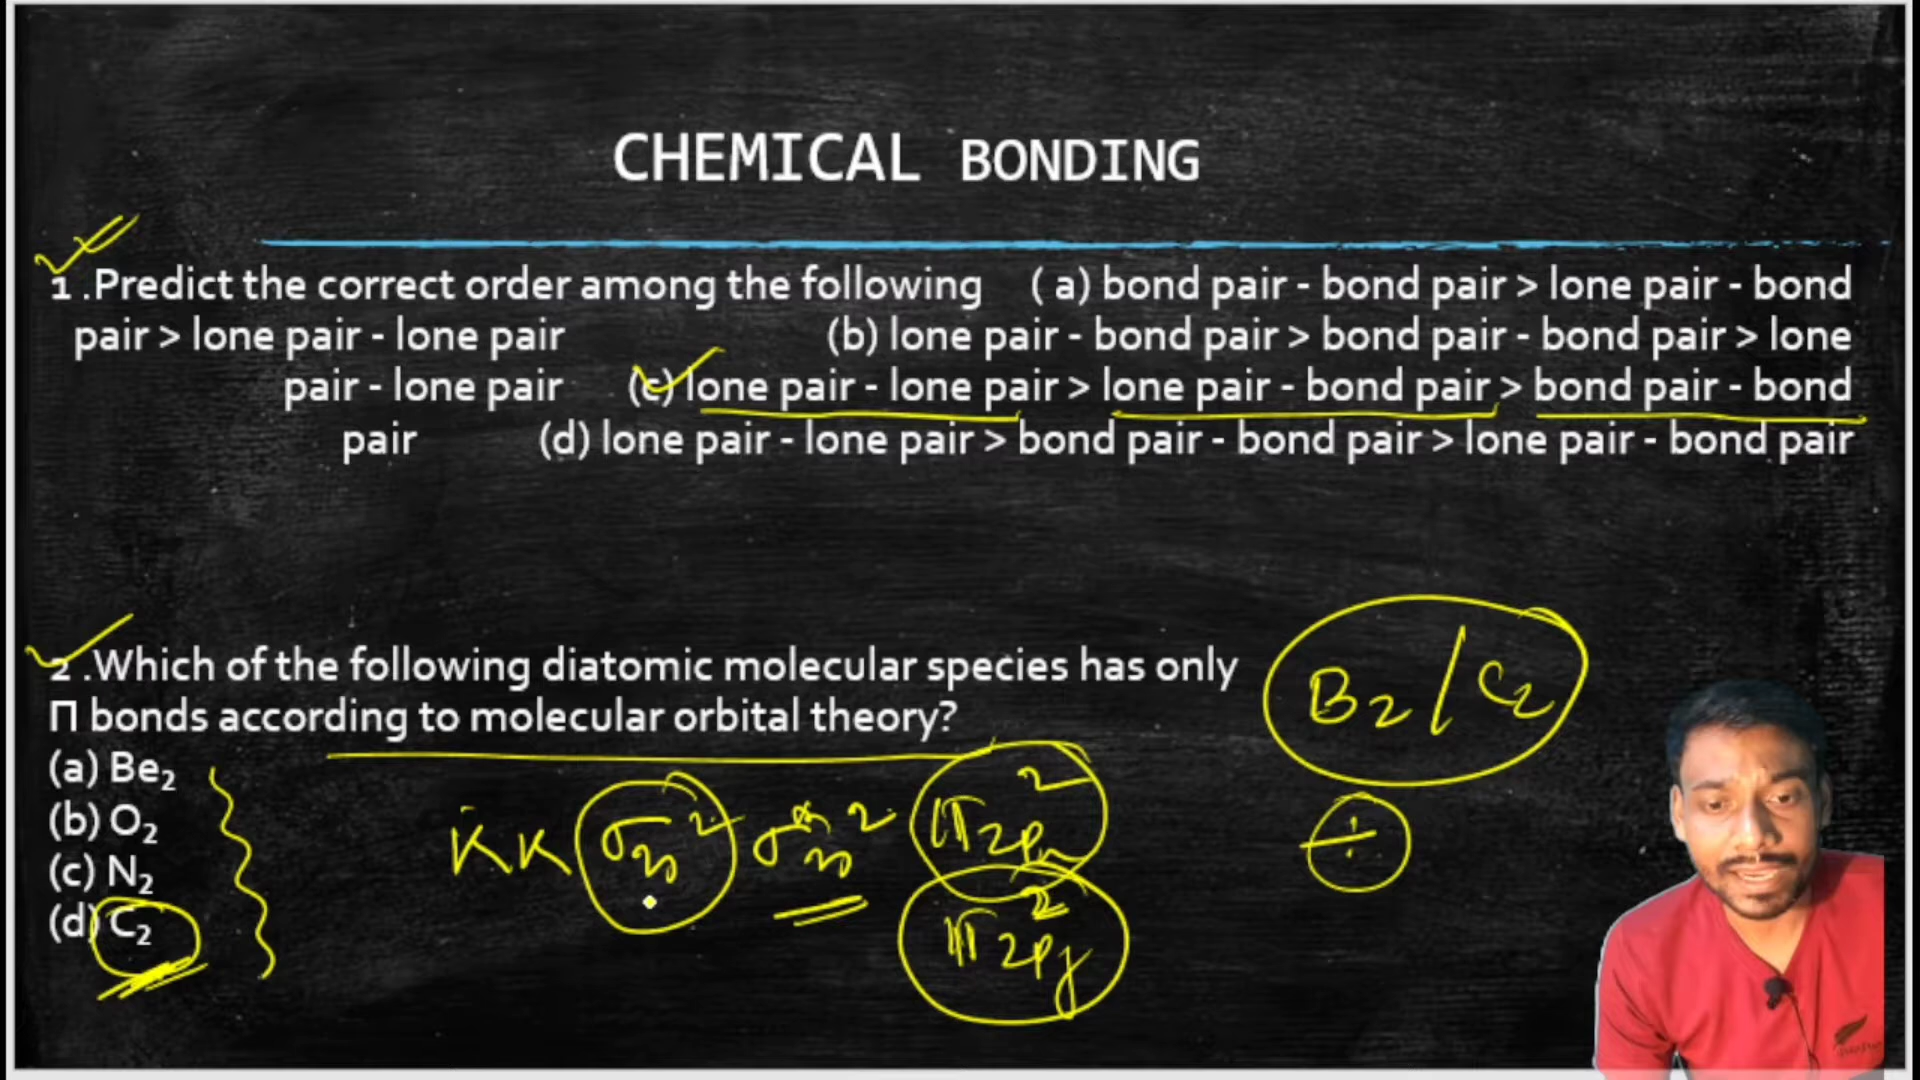 CHEMICAL BONDING
1 .Predict the correct order among the following ( a) bond pair - bond pair > lone pair - bond
pair > lone pair - lone pair (b) lone pair - bond pair > bond pair - bond pair > lone
pair - lone pair (c) lone pair - lone pair > lone pair - bond pair > bond pair - bond
pair (d) lone pair - lone pair > bond pair - bond pair > lone pair - bond pair
2 .Which of the following diatomic molecular species has only
Π bonds according to molecular orbital theory?
B₂/C₂
(a) Be₂
(b) O₂
(c) N₂
(d) C₂
KK σ2s² σ*2s² π2px²
π2py²